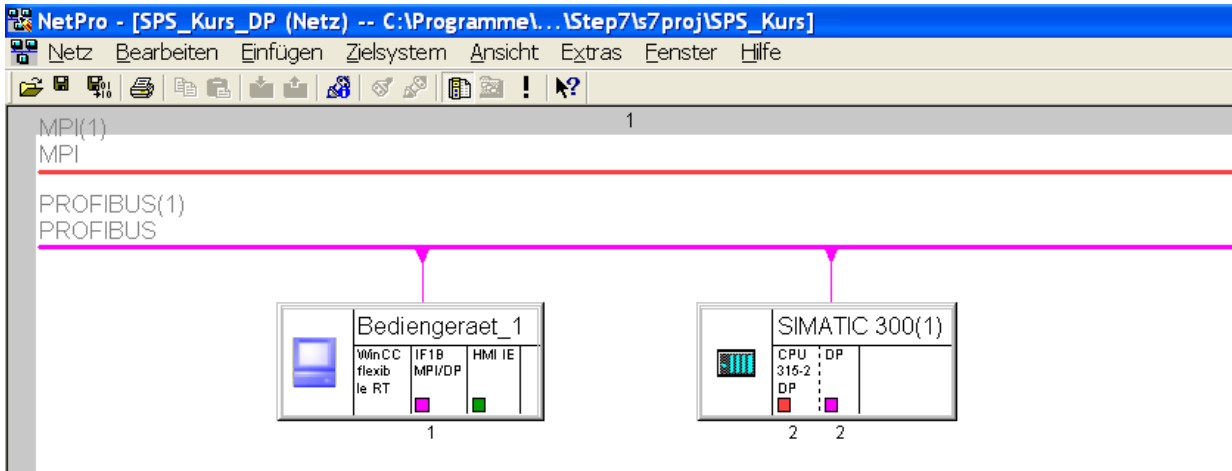 NetPro - [SPS_Kurs_DP (Netz) -- C:\Programme\...\Step7\s7proj\SPS_Kurs]
Netz Bearbeiten Einfügen Zielsystem Ansicht Extras Fenster Hilfe
1
MPI(1)
MPI
PROFIBUS(1)
PROFIBUS
Bediengeraet_1
WinCC
flexib
le RT
IF1B
MPI/DP
HMI IE
1
SIMATIC 300(1)
CPU
315-2
DP
DP
2 2